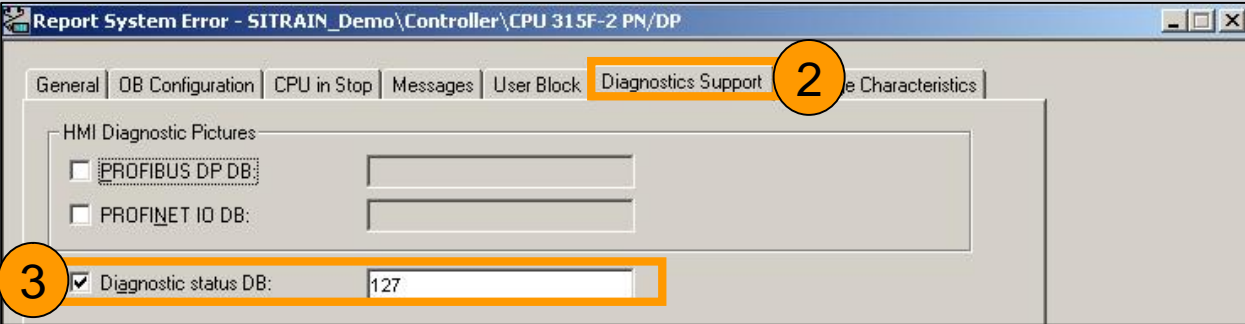 Report System Error - SITRAIN_Demo\Controller\CPU 315F-2 PN/DP
General OB Configuration CPU in Stop Messages User Block Diagnostics Support 2 e Characteristics
HMI Diagnostic Pictures
PROFIBUS DP DB:
PROFINET IO DB:
3 Diagnostic status DB: 127